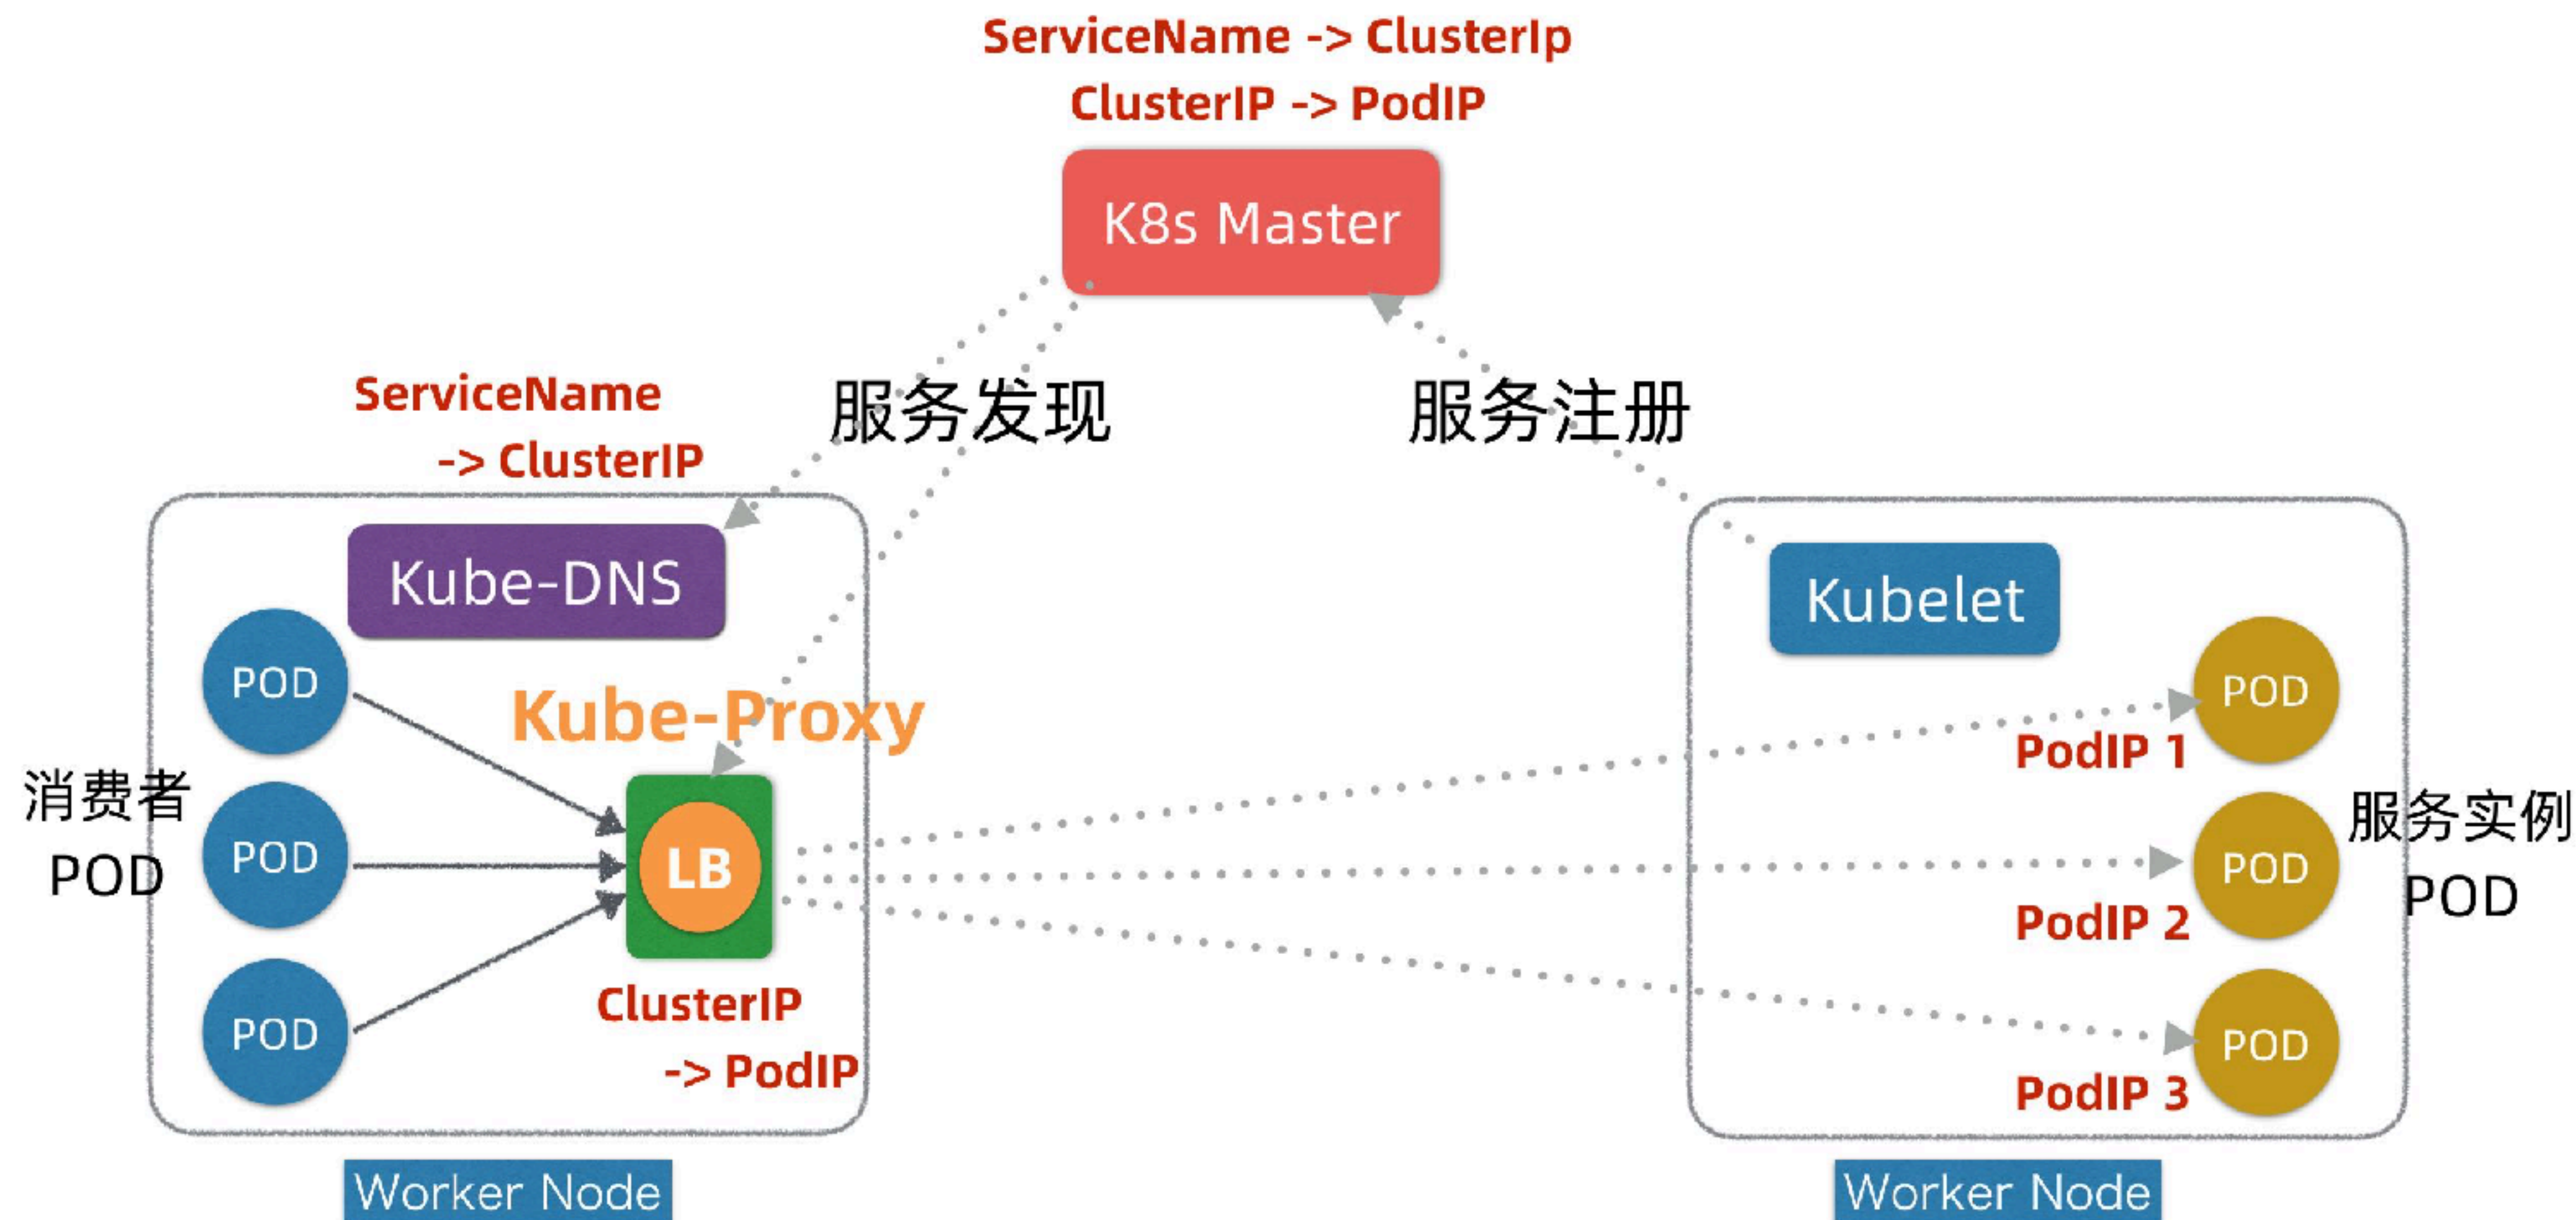 ServiceName -> ClusterIp
ClusterIP -> PodIP
K8s Master
服务发现
服务注册
ServiceName
-> ClusterIP
Kube-DNS
Kubelet
POD
Kube-Proxy
POD
PodIP 1
消费者
POD
POD
LB
POD
PodIP 2
服务实例
POD
POD
ClusterIP
-> PodIP
POD
PodIP 3
Worker Node
Worker Node